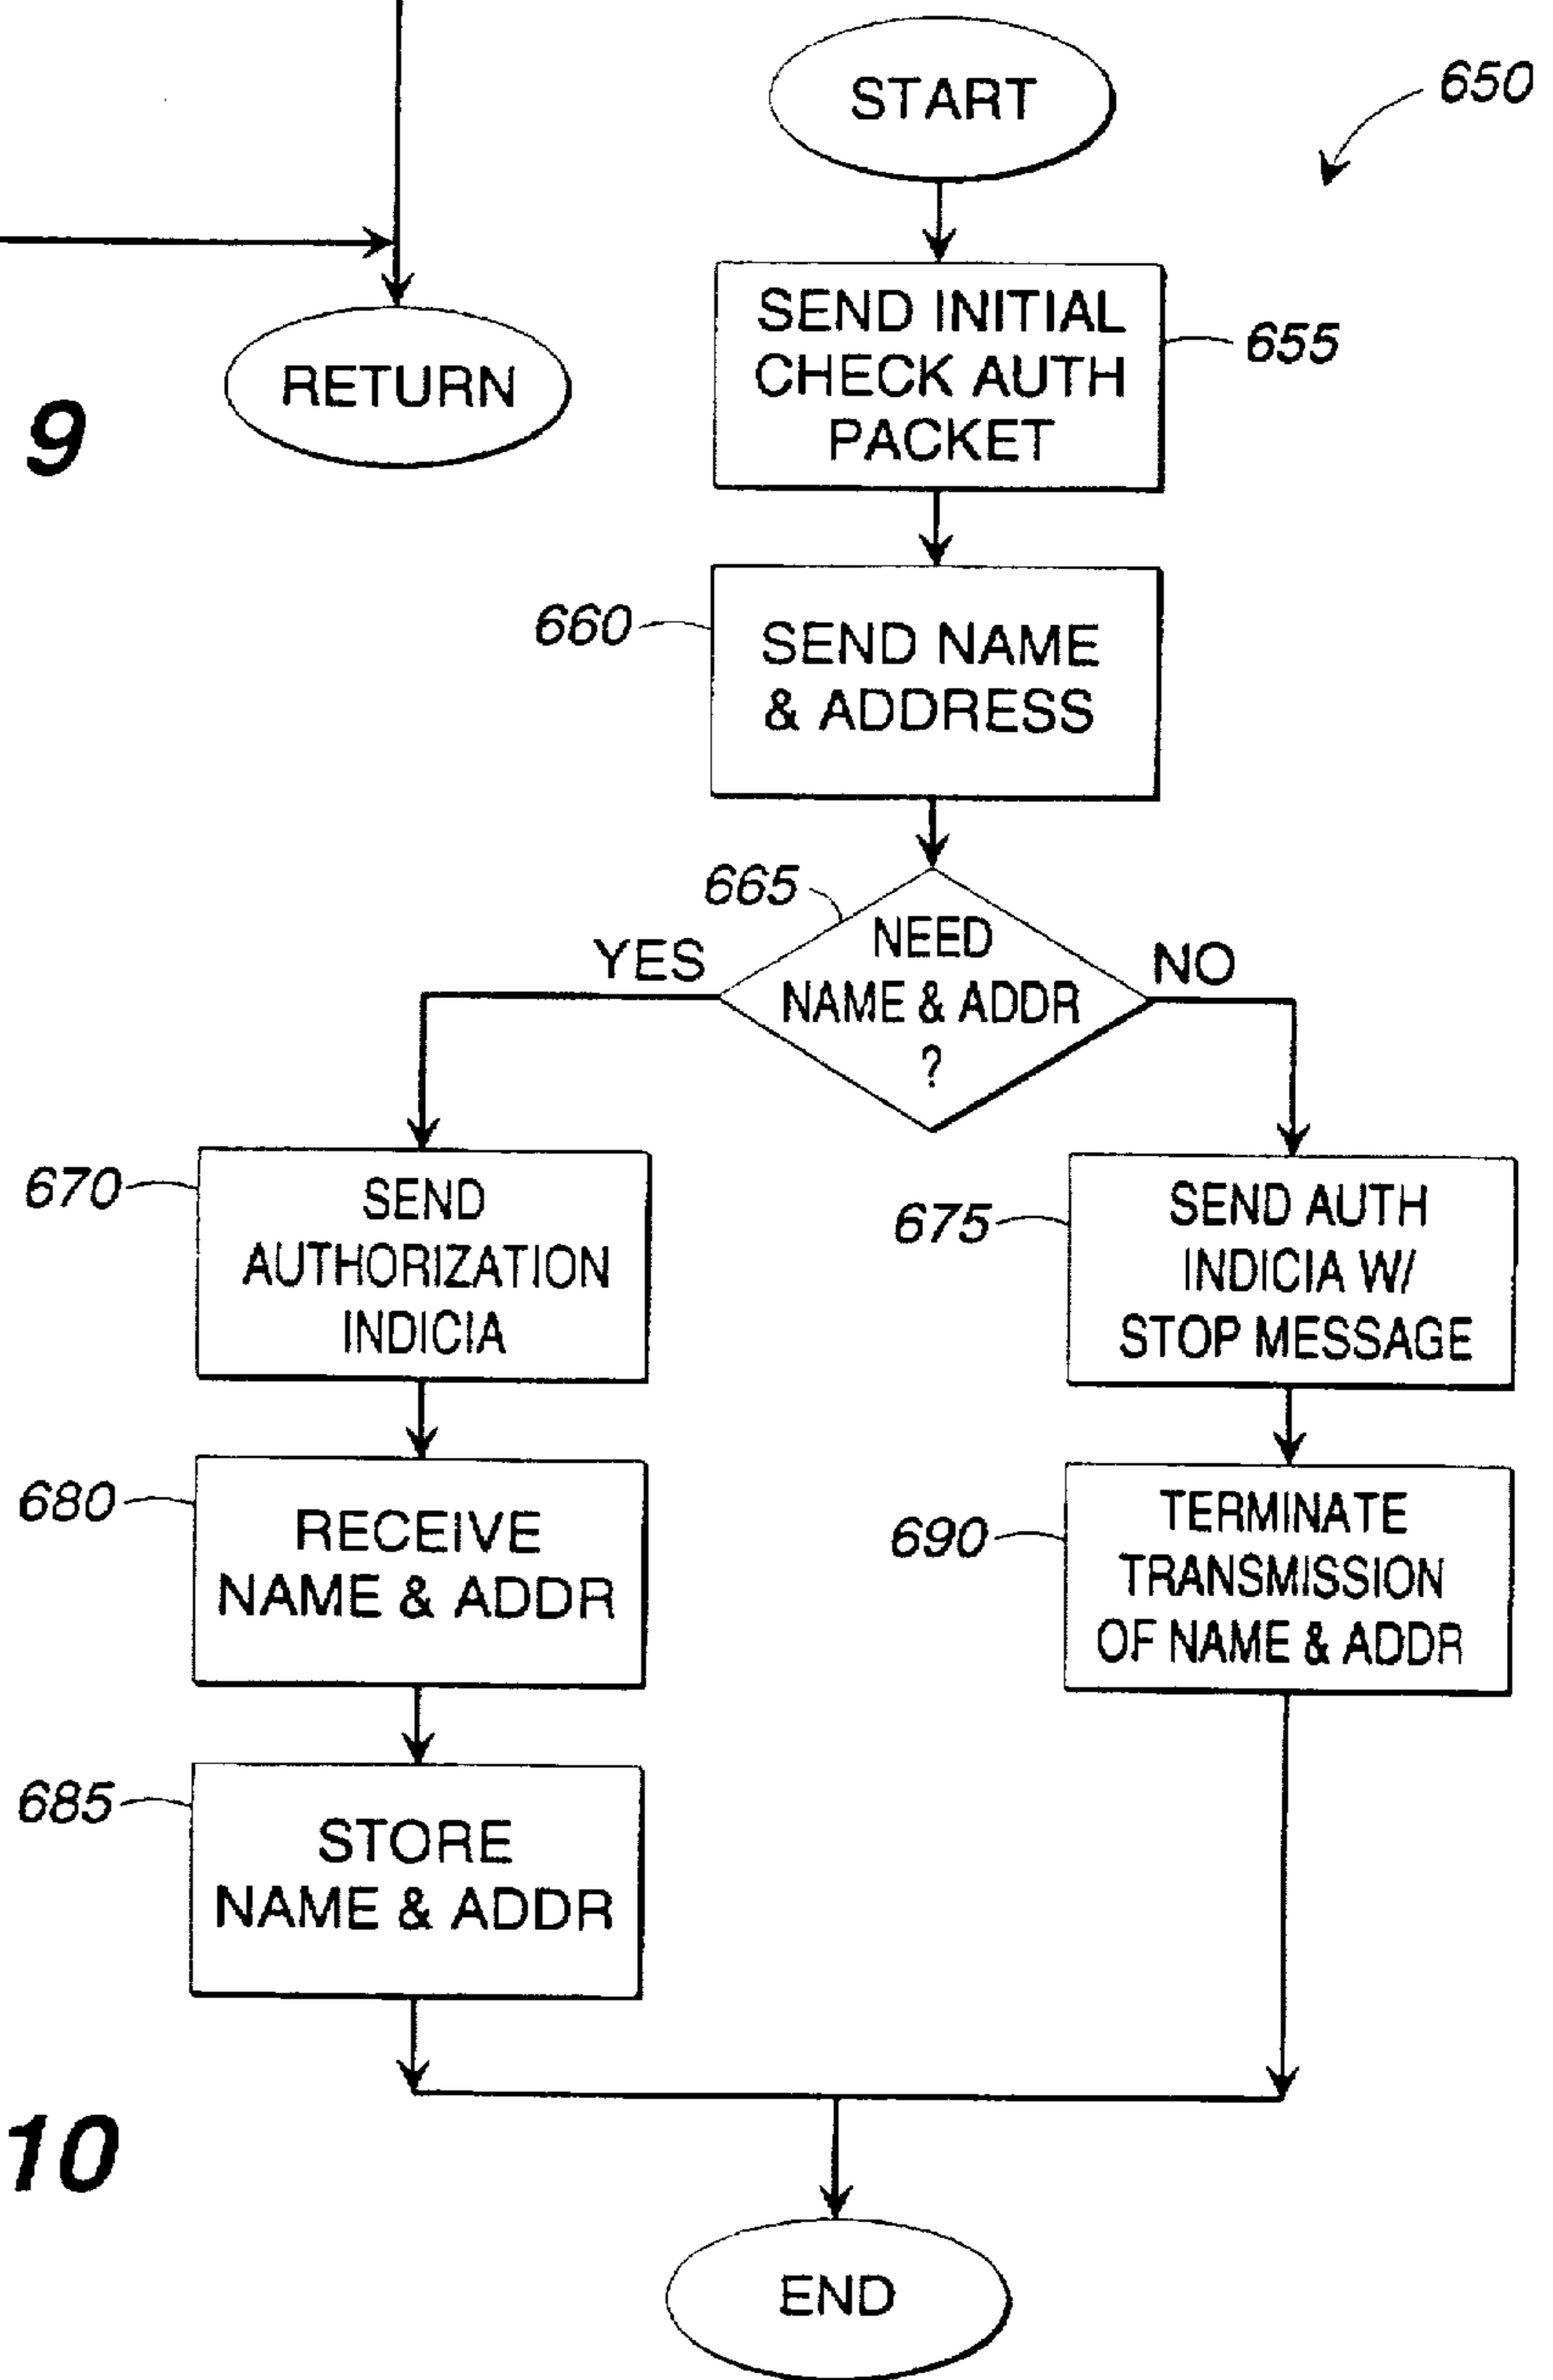 START
650
SEND INITIAL
CHECK AUTH
PACKET
655
RETURN
9
660
SEND NAME
& ADDRESS
665
NEED
NAME & ADDR
?
YES
NO
670
SEND
AUTHORIZATION
INDICIA
675
SEND AUTH
INDICIA W/
STOP MESSAGE
680
RECEIVE
NAME & ADDR
690
TERMINATE
TRANSMISSION
OF NAME & ADDR
685
STORE
NAME & ADDR
10
END